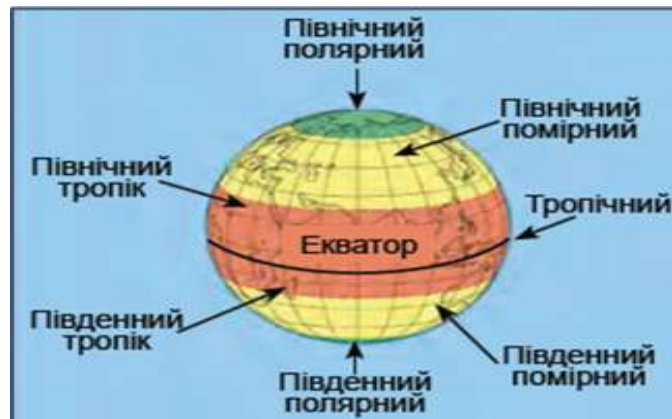 Північний
полярний
Північний
помірний
Північний
тропік
Тропічний
Екватор
Південний
тропік
Південний
помірний
Південний
полярний